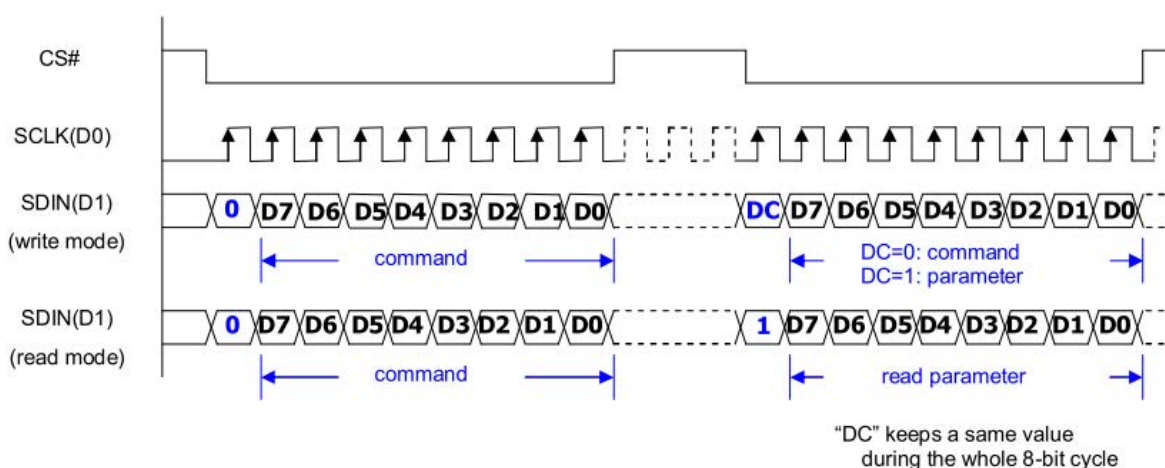 CS#
SCLK(D0)
SDIN(D1)
(write mode)
0 D7 D6 D5 D4 D3 D2 D1 D0 DC D7 D6 D5 D4 D3 D2 D1 D0
command
DC=0: command
DC=1: parameter
SDIN(D1)
(read mode)
0 D7 D6 D5 D4 D3 D2 D1 D0 1 D7 D6 D5 D4 D3 D2 D1 D0
command
read parameter
“DC” keeps a same value
during the whole 8-bit cycle